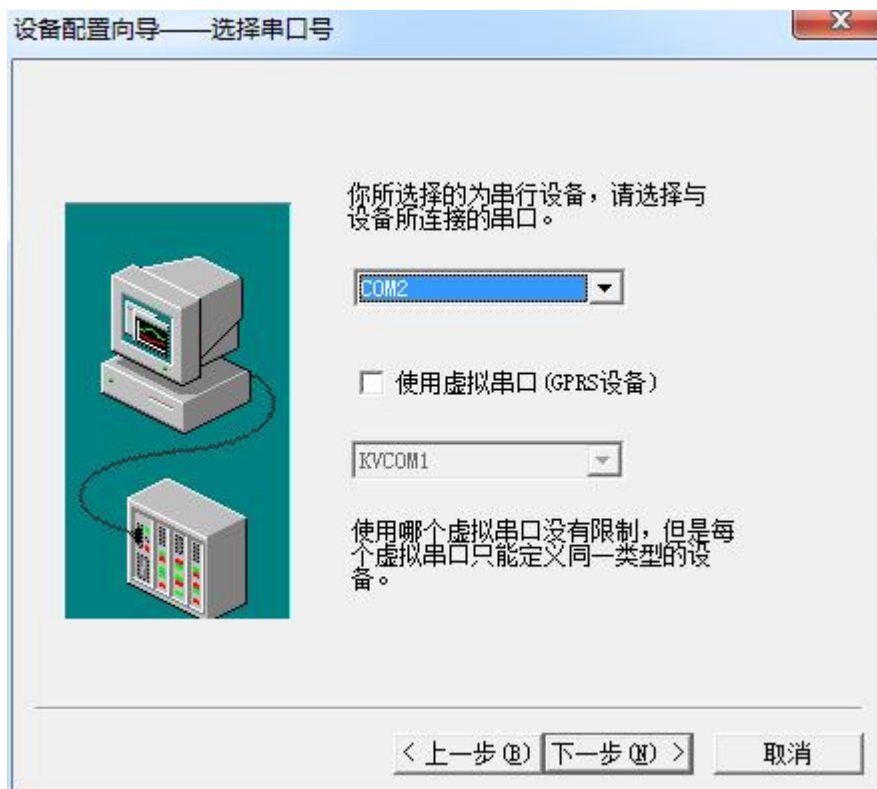 设备配置向导——选择串口号
你所选择的为串行设备，请选择与
设备所连接的串口。
COM2
使用虚拟串口(GPRS设备)
KVCOM1
使用哪个虚拟串口没有限制，但是每
个虚拟串口只能定义同一类型的设
备。
<上一步(B) 下一步(N)> 取消